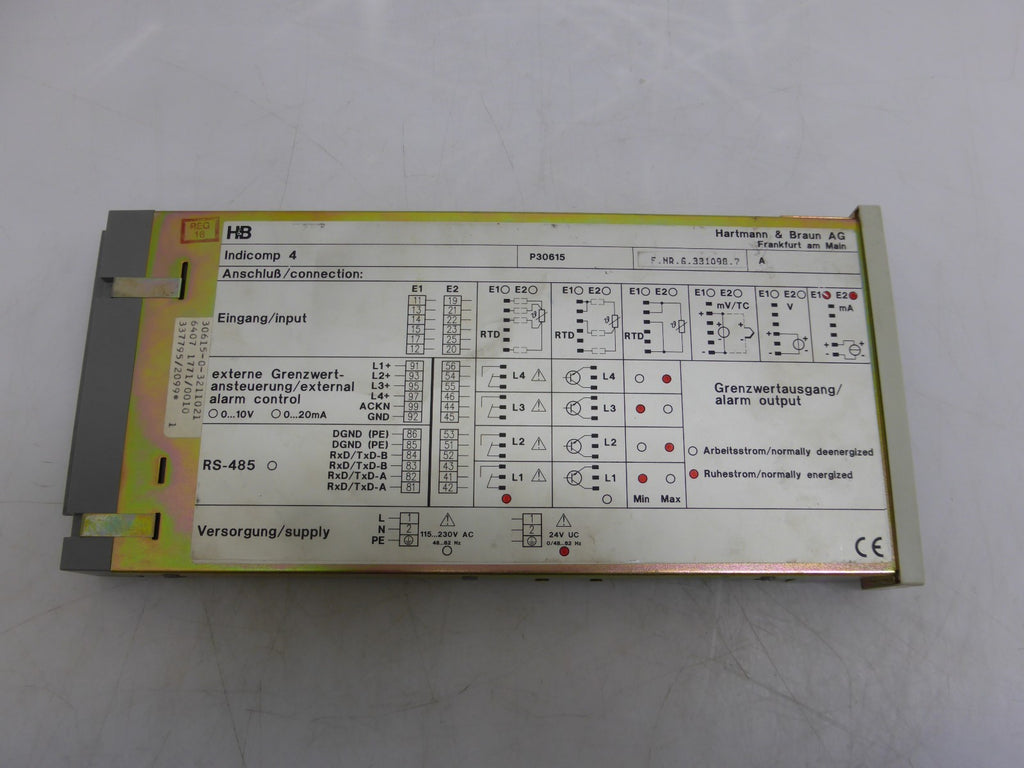 REG
16
H&B
Hartmann & Braun AG
Frankfurt am Main
Indicomp 4
P30615
F.NR.6.331098.7
A
Anschluß/connection:
E1 E2
E1 E2
E1 E2
E1 E2
E1 E2
E1 E2
E1 E2
Eingang/input
11 19
13 21
14 22
15 23
17 25
12 20
RTD
RTD
RTD
mV/TC
V
mA
30615-0-3211021
6407 1771/0010
337795/2099*
1
externe Grenzwert-
ansteuerung/external
alarm control
0...10V 0...20mA
L1+ 91 56
L2+ 93 54
L3+ 95 55
L4+ 97 46
ACKN 99 44
GND 92 45
L4 L4
L3 L3
Grenzwertausgang/
alarm output
RS-485
DGND (PE) 86 53
DGND (PE) 85 51
RxD/TxD-B 84 52
RxD/TxD-B 83 43
RxD/TxD-A 82 41
RxD/TxD-A 81 42
L2 L2
L1 L1
Min Max
Arbeitsstrom/normally deenergized
Ruhestrom/normally energized
Versorgung/supply
L 1
N 2
PE
115...230V AC
48...62 Hz
1
2
24V UC
0/48...62 Hz
CE